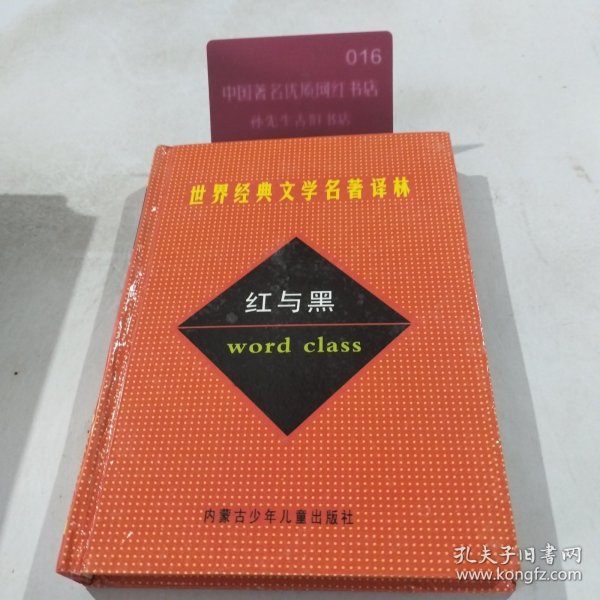 016
中国著名优质网红书店
孙先生古旧书店
世界经典文学名著译林
红与黑
word class
内蒙古少年儿童出版社
孔夫子旧书网
www.kongfz.com